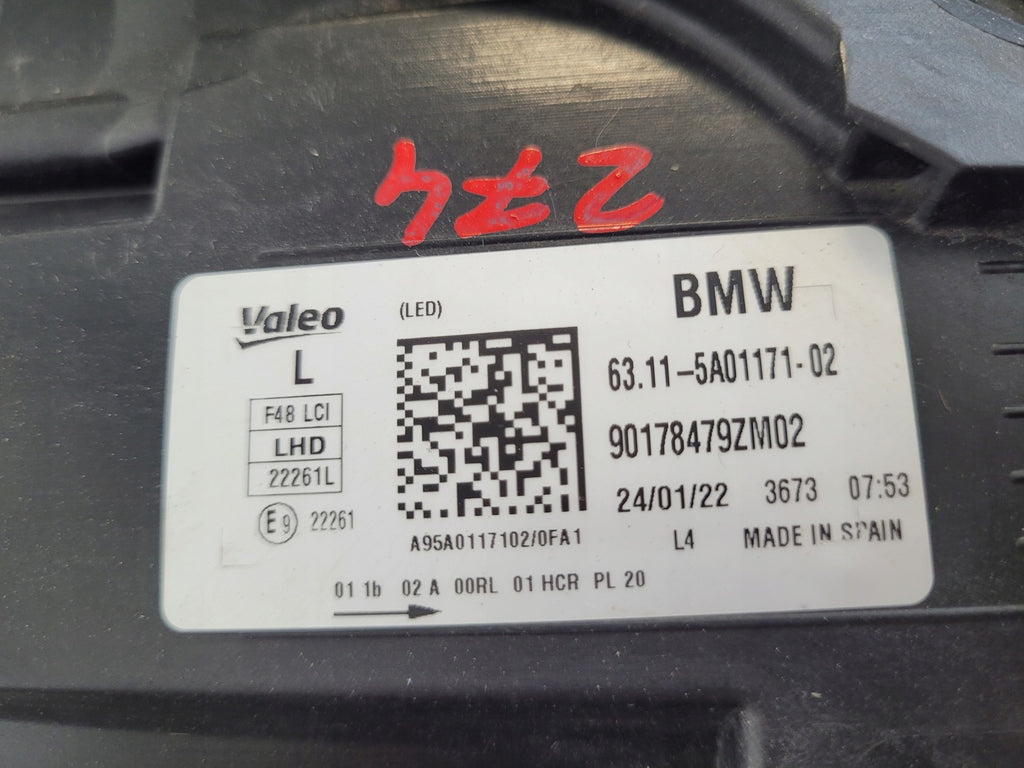 274
Valeo
L
(LED)
F48 LCI
LHD
22261L
E9 22261
A95A0117102/0FA1
BMW
63.11-5A01171-02
90178479ZM02
24/01/22 3673 07:53
L4 MADE IN SPAIN
01 1b 02 A 00RL 01 HCR PL 20